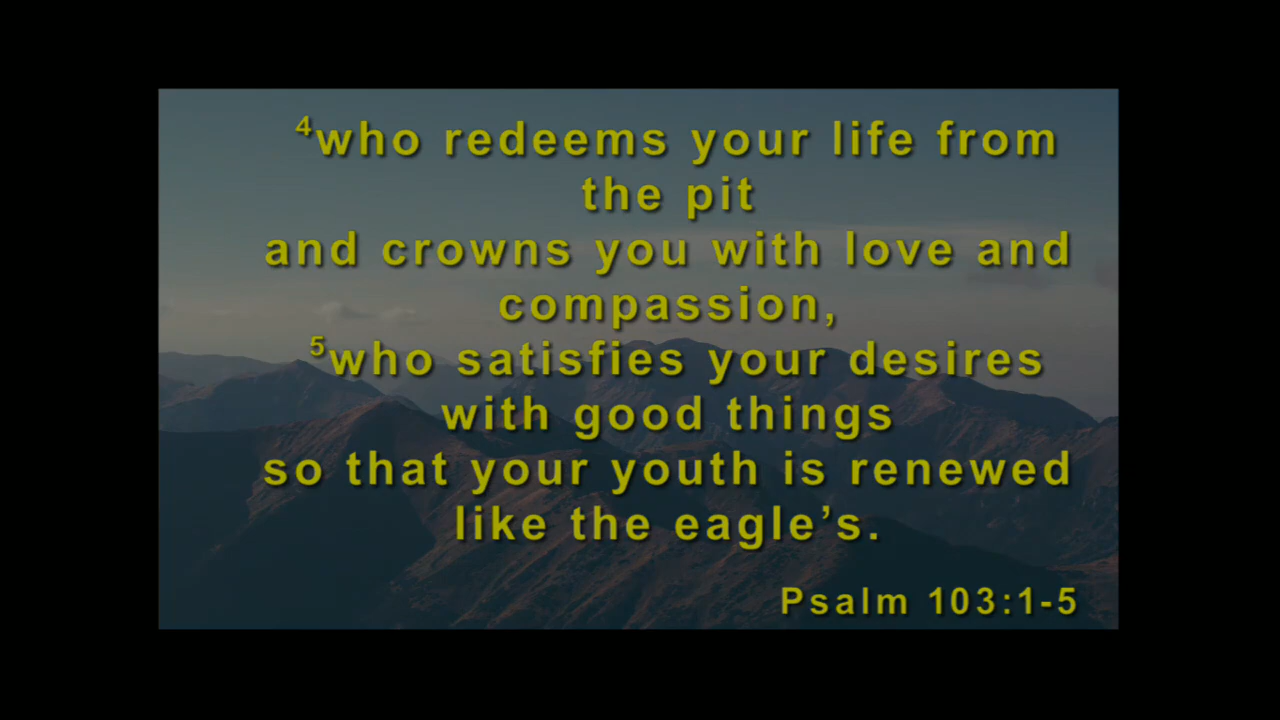 ⁴who redeems your life from
the pit
and crowns you with love and
compassion,
⁵who satisfies your desires
with good things
so that your youth is renewed
like the eagle’s.
Psalm 103:1-5